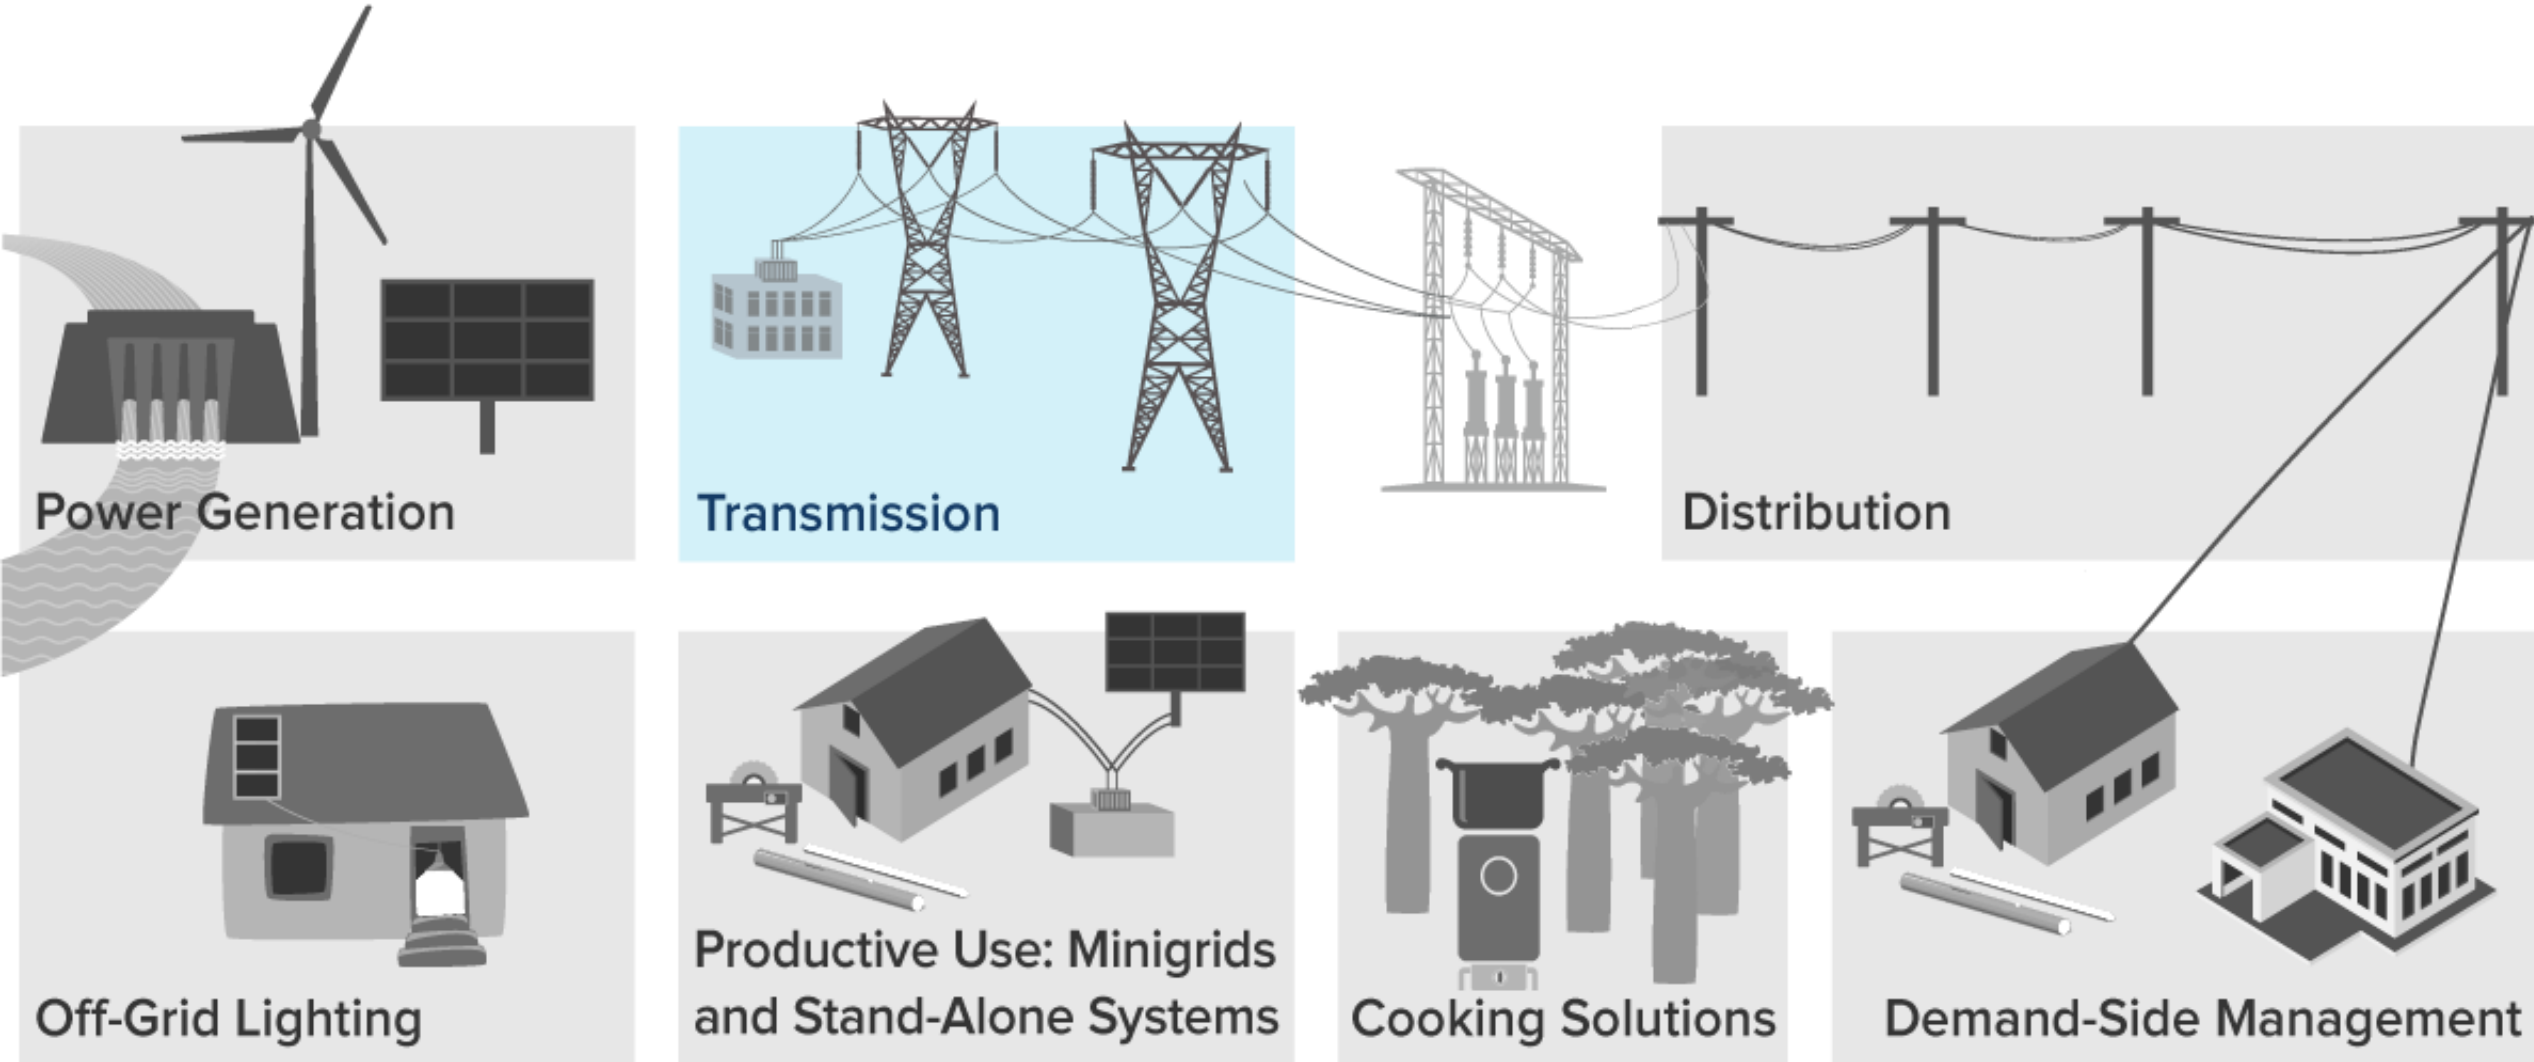 Power Generation
Transmission
Distribution
Off-Grid Lighting
Productive Use: Minigrids
and Stand-Alone Systems
Cooking Solutions
Demand-Side Management